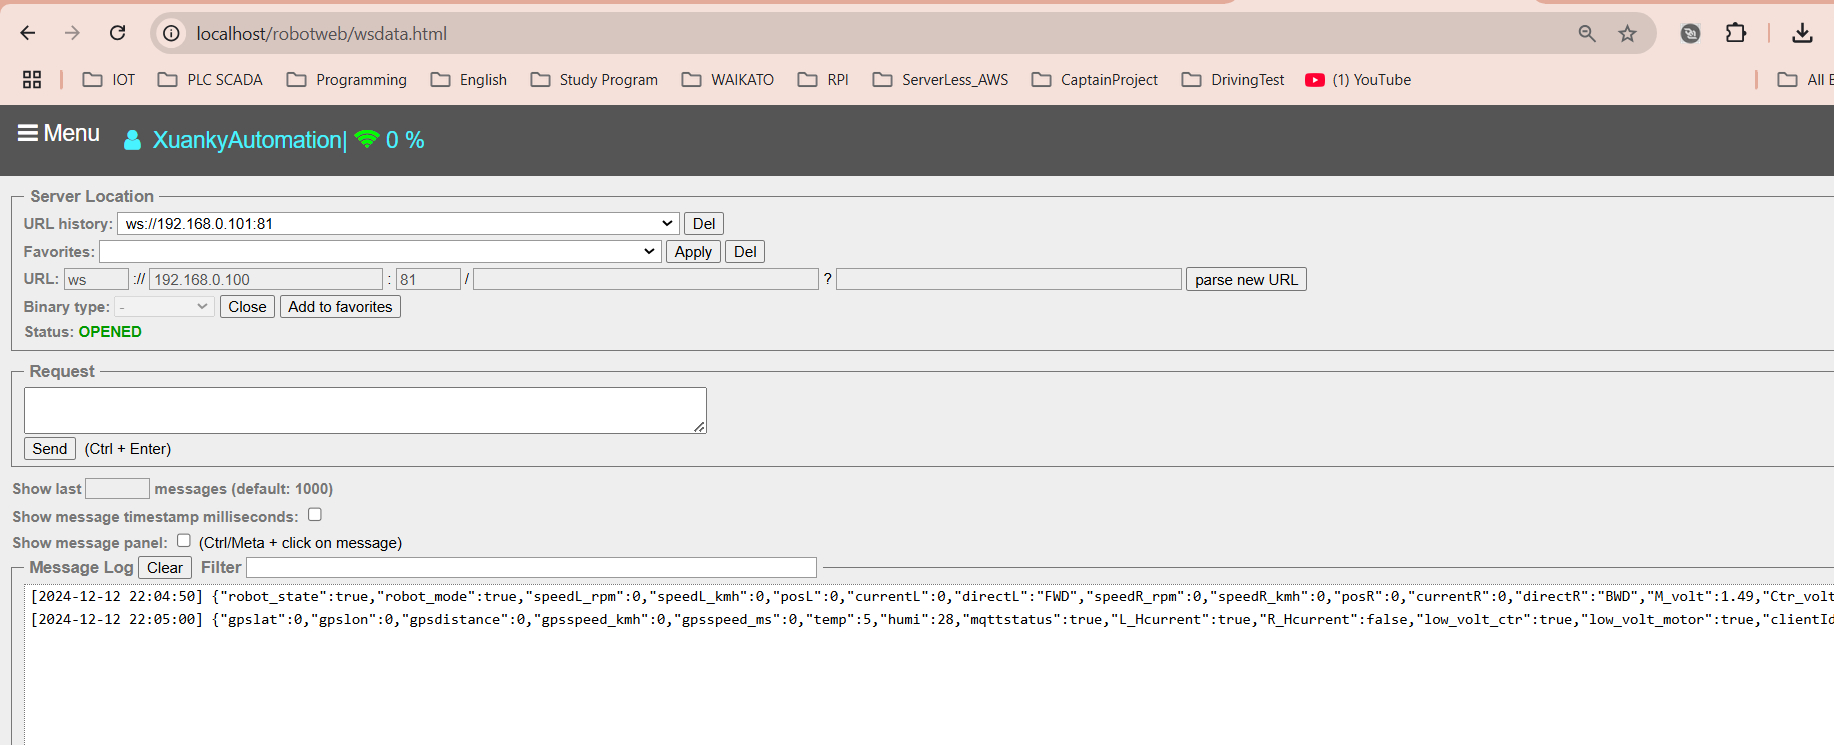 localhost/robotweb/wsdata.html
IOT PLC SCADA Programming English Study Program WAIKATO RPI ServerLess_AWS CaptainProject DrivingTest (1) YouTube All
Menu XuankyAutomation| 0 %
Server Location
URL history: ws://192.168.0.101:81 Del
Favorites: Apply Del
URL: ws :// 192.168.0.100 : 81 / ? parse new URL
Binary type: - Close Add to favorites
Status: OPENED
Request
Send (Ctrl + Enter)
Show last messages (default: 1000)
Show message timestamp milliseconds:
Show message panel: (Ctrl/Meta + click on message)
Message Log Clear Filter
[2024-12-12 22:04:50] {"robot_state":true,"robot_mode":true,"speedL_rpm":0,"speedL_kmh":0,"posL":0,"currentL":0,"directL":"FWD","speedR_rpm":0,"speedR_kmh":0,"posR":0,"currentR":0,"directR":"BWD","M_volt":1.49,"Ctr_volt
[2024-12-12 22:05:00] {"gpslat":0,"gpslon":0,"gpsdistance":0,"gpsspeed_kmh":0,"gpsspeed_ms":0,"temp":5,"humi":28,"mqttstatus":true,"L_Hcurrent":true,"R_Hcurrent":false,"low_volt_ctr":true,"low_volt_motor":true,"clientId